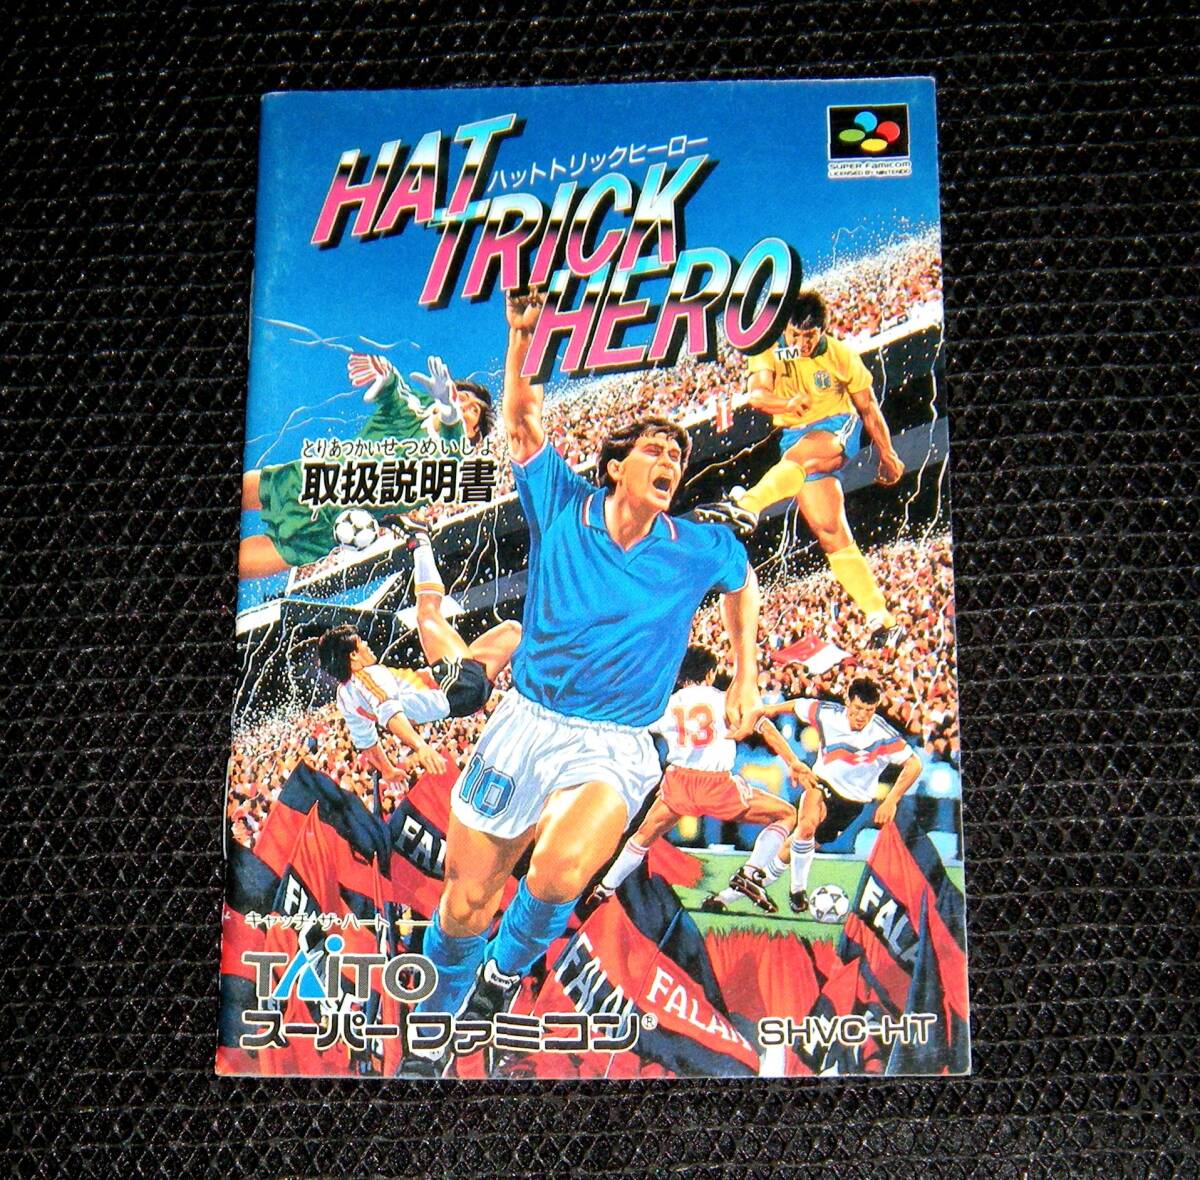 HAT
ハットトリックヒーロー
TRICK
HERO
TM
SUPER FAMICOM
LICENSED BY NINTENDO
とりあつかいせつめいしょ
取扱説明書
13
10
FALA
FALA
FALAN
キャッチ・ザ・ハート
TAITO
スーパーファミコン®
SHVC-HT